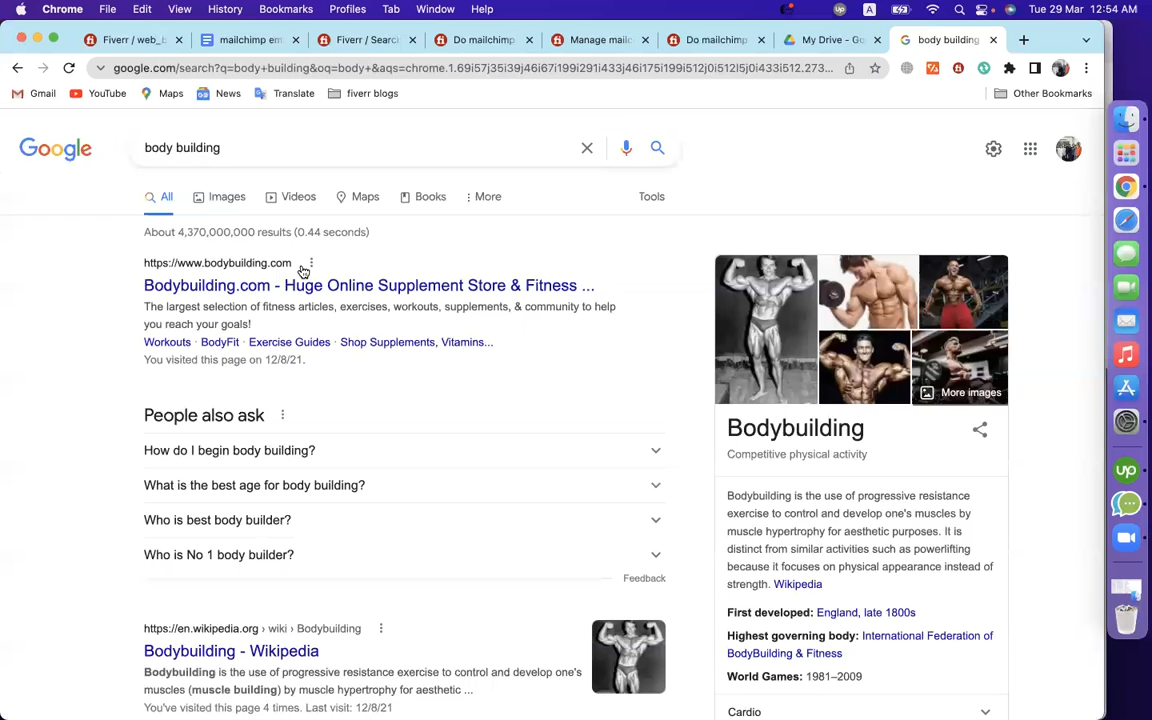 Chrome File Edit View History Bookmarks Profiles Tab Window Help A Tue 29 Mar 12:54 AM
Fiverr / web_b mailchimp em Fiverr / Searc Do mailchimp Manage mailc Do mailchimp My Drive - Go body building
google.com/search?q=body+building&oq=body+&aqs=chrome.1.69i57j35i39j46i67i199i291i433j46i175i199i512j0i512l5j0i433i512.273...
Gmail YouTube Maps News Translate fiverr blogs Other Bookmarks
Google body building
All Images Videos Maps Books More Tools
About 4,370,000,000 results (0.44 seconds)
https://www.bodybuilding.com
Bodybuilding.com - Huge Online Supplement Store & Fitness ...
The largest selection of fitness articles, exercises, workouts, supplements, & community to help
you reach your goals!
Workouts · BodyFit · Exercise Guides · Shop Supplements, Vitamins...
You visited this page on 12/8/21.
People also ask
How do I begin body building?
What is the best age for body building?
Who is best body builder?
Who is No 1 body builder?
Feedback
https://en.wikipedia.org › wiki › Bodybuilding
Bodybuilding - Wikipedia
Bodybuilding is the use of progressive resistance exercise to control and develop one's
muscles (muscle building) by muscle hypertrophy for aesthetic ...
You've visited this page 4 times. Last visit: 12/8/21
More images
Bodybuilding
Competitive physical activity
Bodybuilding is the use of progressive resistance
exercise to control and develop one's muscles by
muscle hypertrophy for aesthetic purposes. It is
distinct from similar activities such as powerlifting
because it focuses on physical appearance instead of
strength. Wikipedia
First developed: England, late 1800s
Highest governing body: International Federation of
BodyBuilding & Fitness
World Games: 1981–2009
Cardio
up